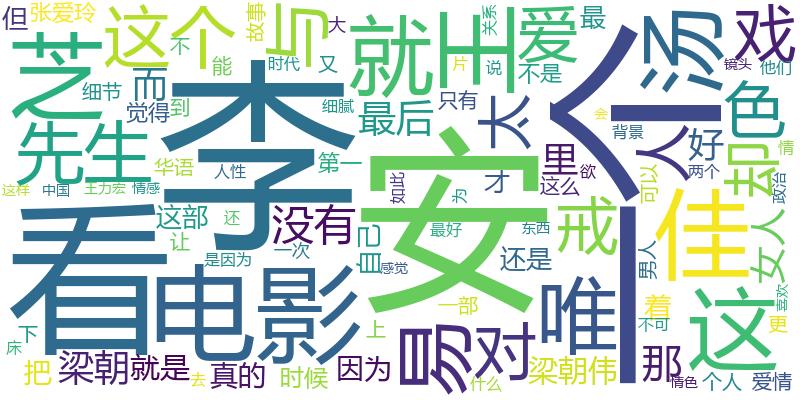 但
张爱玲
这个
故事
与
大
就
王
爱
最
关系
个
汤
戏
芝
不
能
时代
又
片
说
不是
镜头
他们
李
细节
而
觉得
到
细腻
最后
只有
太
人
背景
好
却
色
情
先生
华语
第一
安
里
才
这么
欲
可以
两个
政治
会
这样
中国
王力宏
情感
人性
如此
为
看
这部
让
还
没有
自己
最好
东西
戒
还是
男人
佳
女人
喜欢
电影
是因为
一次
感觉
一部
唯
一
着
不可
这
更
下
床
上
易
对
把
梁朝
就是
去
真的
时候
因为
什么
梁朝伟
那
情色
个人
爱情